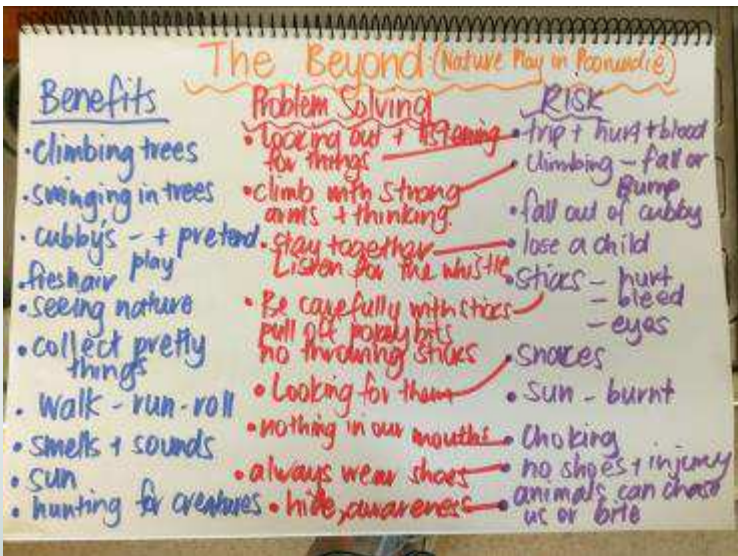 The Beyond (Nature Play in Poonindie)
Benefits
• climbing trees
• swinging in trees
• cubby's - + pretend
play
• fresh air
• seeing nature
• collect pretty
things
• walk - run - roll
• smells + sounds
• sun
• hunting for creatures
Problem Solving
• Looking out + listening
for things
• climb with strong
arms + thinking.
• stay together
Listen for the whistle
• Be carefully with sticks
pull off pokey bits
no throwing sticks
• Looking for them
• nothing in our mouths
• always wear shoes
• hide, awareness
RISK
• trip + hurt + blood
• climbing - fall or
Bump
• fall out of cubby
• lose a child
• sticks - hurt
- bleed
- eyes
• snakes
• sun - burnt
• Choking
• no shoes + injury
• animals can chase
us or bite